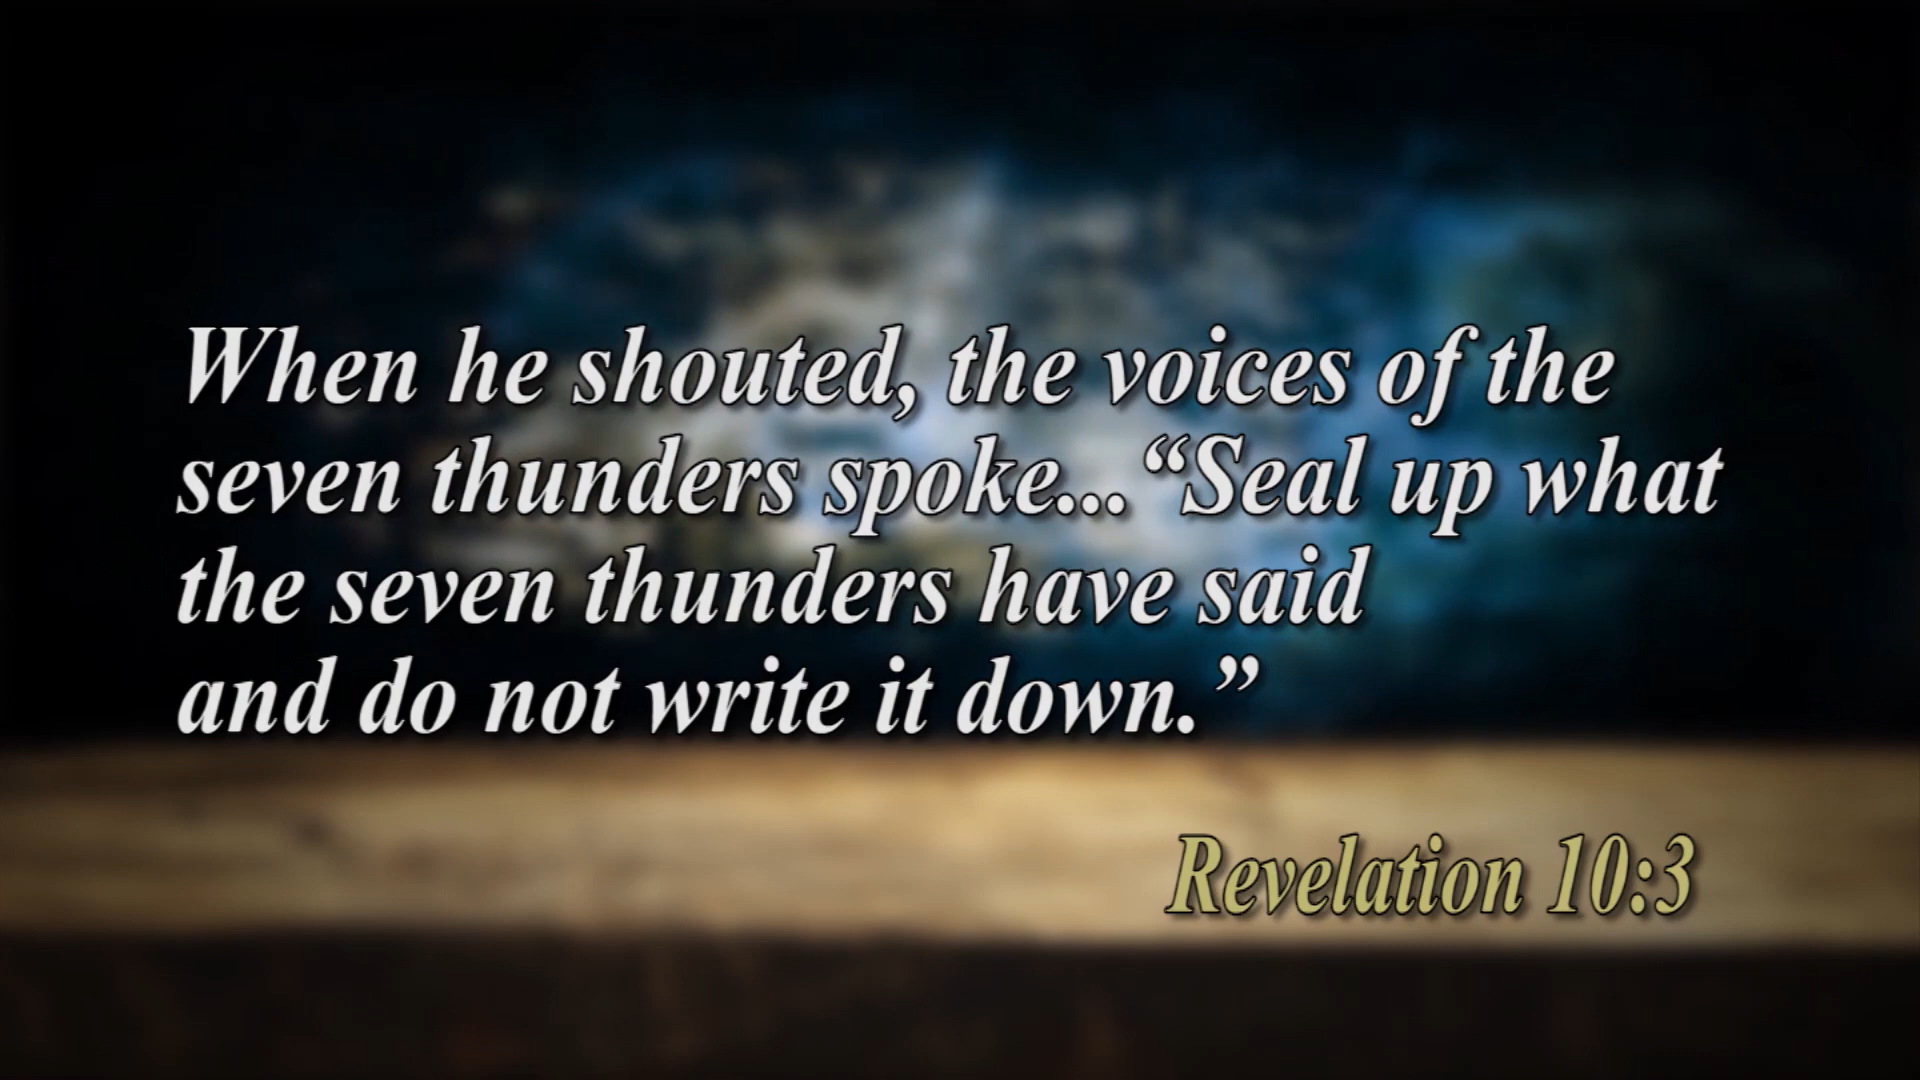 When he shouted, the voices of the
seven thunders spoke...“Seal up what
the seven thunders have said
and do not write it down.”
Revelation 10:3